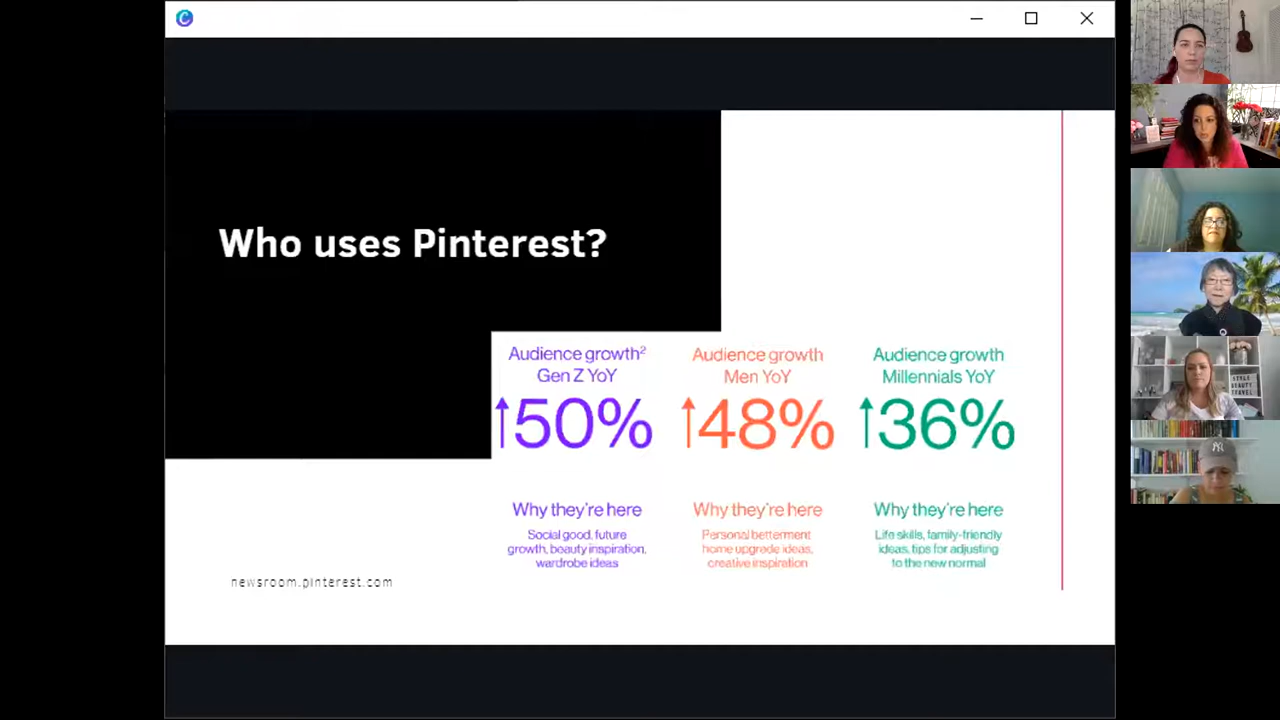 Who uses Pinterest?
Audience growth²
Gen Z YoY
↑50%
Why they're here
Social good, future
growth, beauty inspiration,
wardrobe ideas
Audience growth
Men YoY
↑48%
Why they're here
Personal betterment
home upgrade ideas,
creative inspiration
Audience growth
Millennials YoY
↑36%
Why they're here
Life skills, family-friendly
ideas, tips for adjusting
to the new normal
newsroom.pinterest.com
STYLE
BEAUTY
TRAVEL